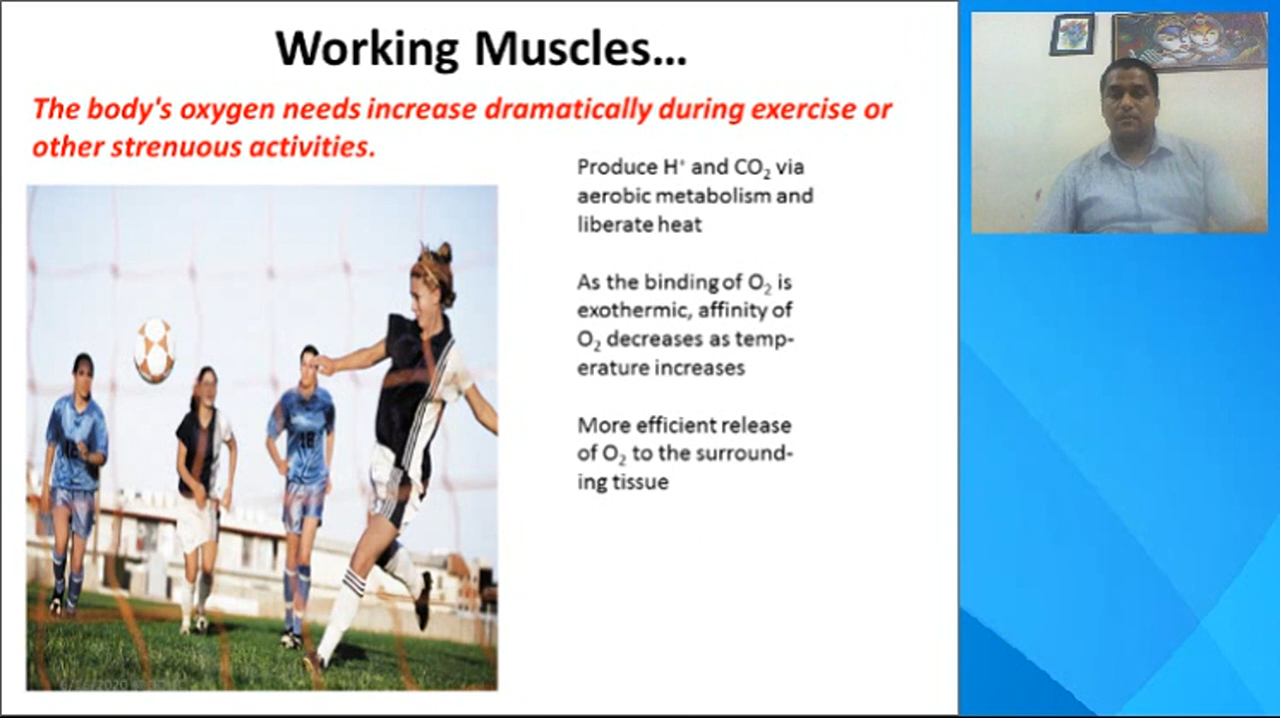 Working Muscles...
The body's oxygen needs increase dramatically during exercise or
other strenuous activities.
Produce H⁺ and CO₂ via
aerobic metabolism and
liberate heat
As the binding of O₂ is
exothermic, affinity of
O₂ decreases as temp-
erature increases
More efficient release
of O₂ to the surround-
ing tissue
18